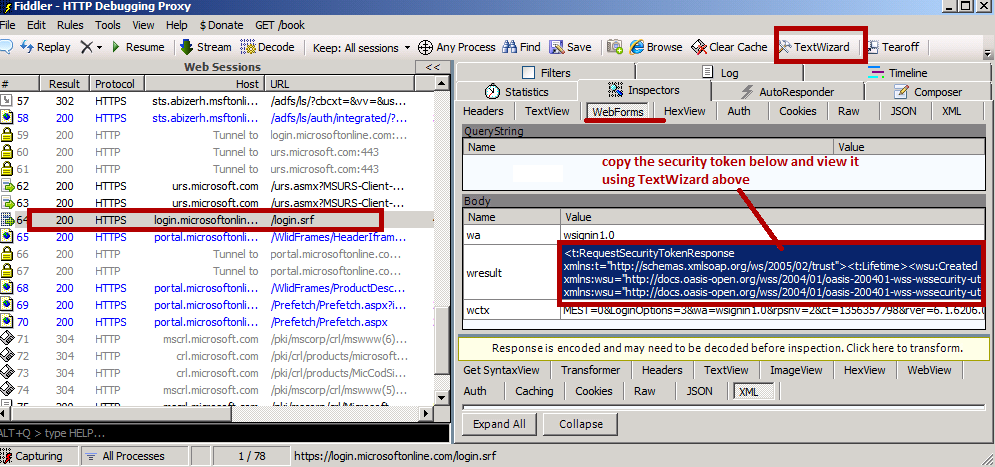 Fiddler - HTTP Debugging Proxy
File Edit Rules Tools View Help $ Donate GET /book
Replay Resume Stream Decode Keep: All sessions Any Process Find Save Browse Clear Cache TextWizard Tearoff
Web Sessions <<
# Result Protocol Host URL
57 302 HTTPS sts.abizerh.msftonli... /adfs/ls/?cbcxt=&vv=&us...
58 200 HTTPS sts.abizerh.msftonli... /adfs/ls/auth/integrated/?...
59 200 HTTP Tunnel to login.microsoftonline.com:...
60 200 HTTP Tunnel to urs.microsoft.com:443
61 200 HTTP Tunnel to urs.microsoft.com:443
62 200 HTTPS urs.microsoft.com /urs.asmx?MSURS-Client-...
63 200 HTTPS urs.microsoft.com /urs.asmx?MSURS-Client-...
64 200 HTTPS login.microsoftonlin... /login.srf
65 200 HTTPS portal.microsoftonli... /WlidFrames/HeaderIfram...
66 200 HTTP Tunnel to portal.microsoftonline.co...
67 200 HTTP Tunnel to portal.microsoftonline.co...
68 200 HTTPS portal.microsoftonli... /WlidFrames/ProductDesc...
69 200 HTTPS portal.microsoftonli... /Prefetch/Prefetch.aspx?i...
70 200 HTTPS portal.microsoftonli... /Prefetch/Prefetch.aspx
71 304 HTTP mscrl.microsoft.com /pki/mscorp/crl/mswww(6)...
72 304 HTTP crl.microsoft.com /pki/crl/products/microsoft...
73 304 HTTP crl.microsoft.com /pki/crl/products/MicCodSi...
74 304 HTTP mscrl.microsoft.com /pki/mscorp/crl/mswww(5)...
75 304 HTTP
ALT+Q > type HELP...
Filters Log Timeline
Statistics Inspectors AutoResponder Composer
Headers TextView WebForms HexView Auth Cookies Raw JSON XML
QueryString
Name Value
copy the security token below and view it
using TextWizard above
Body
Name Value
wa wsignin1.0
wresult
<t:RequestSecurityTokenResponse
xmlns:t="http://schemas.xmlsoap.org/ws/2005/02/trust"><t:Lifetime><wsu:Created
xmlns:wsu="http://docs.oasis-open.org/wss/2004/01/oasis-200401-wss-wssecurity-ut
xmlns:wsu="http://docs.oasis-open.org/wss/2004/01/oasis-200401-wss-wssecurity-ut
wctx MEST=0&LoginOptions=3&wa=wsignin1.0&rpsnv=2&ct=1356357798&rver=6.1.6206.
Response is encoded and may need to be decoded before inspection. Click here to transform.
Get SyntaxView Transformer Headers TextView ImageView HexView WebView
Auth Caching Cookies Raw JSON XML
Expand All Collapse
Capturing All Processes 1 / 78 https://login.microsoftonline.com/login.srf